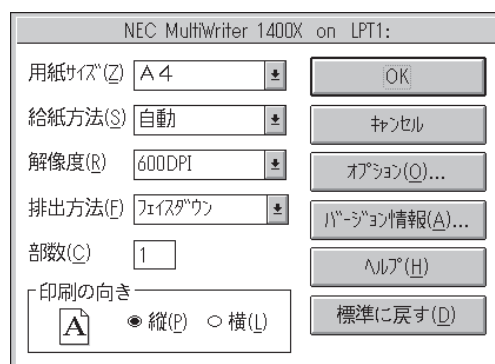 NEC MultiWriter 1400X on LPT1:
用紙ｻｲｽﾞ(Z) Ａ４
給紙方法(S) 自動
解像度(R) 600DPI
排出方法(F) ﾌｪｲｽﾀﾞｳﾝ
部数(C) 1
印刷の向き
A 縦(P) 横(L)
OK
ｷｬﾝｾﾙ
ｵﾌﾟｼｮﾝ(O)...
ﾊﾞｰｼﾞｮﾝ情報(A)...
ﾍﾙﾌﾟ(H)
標準に戻す(D)